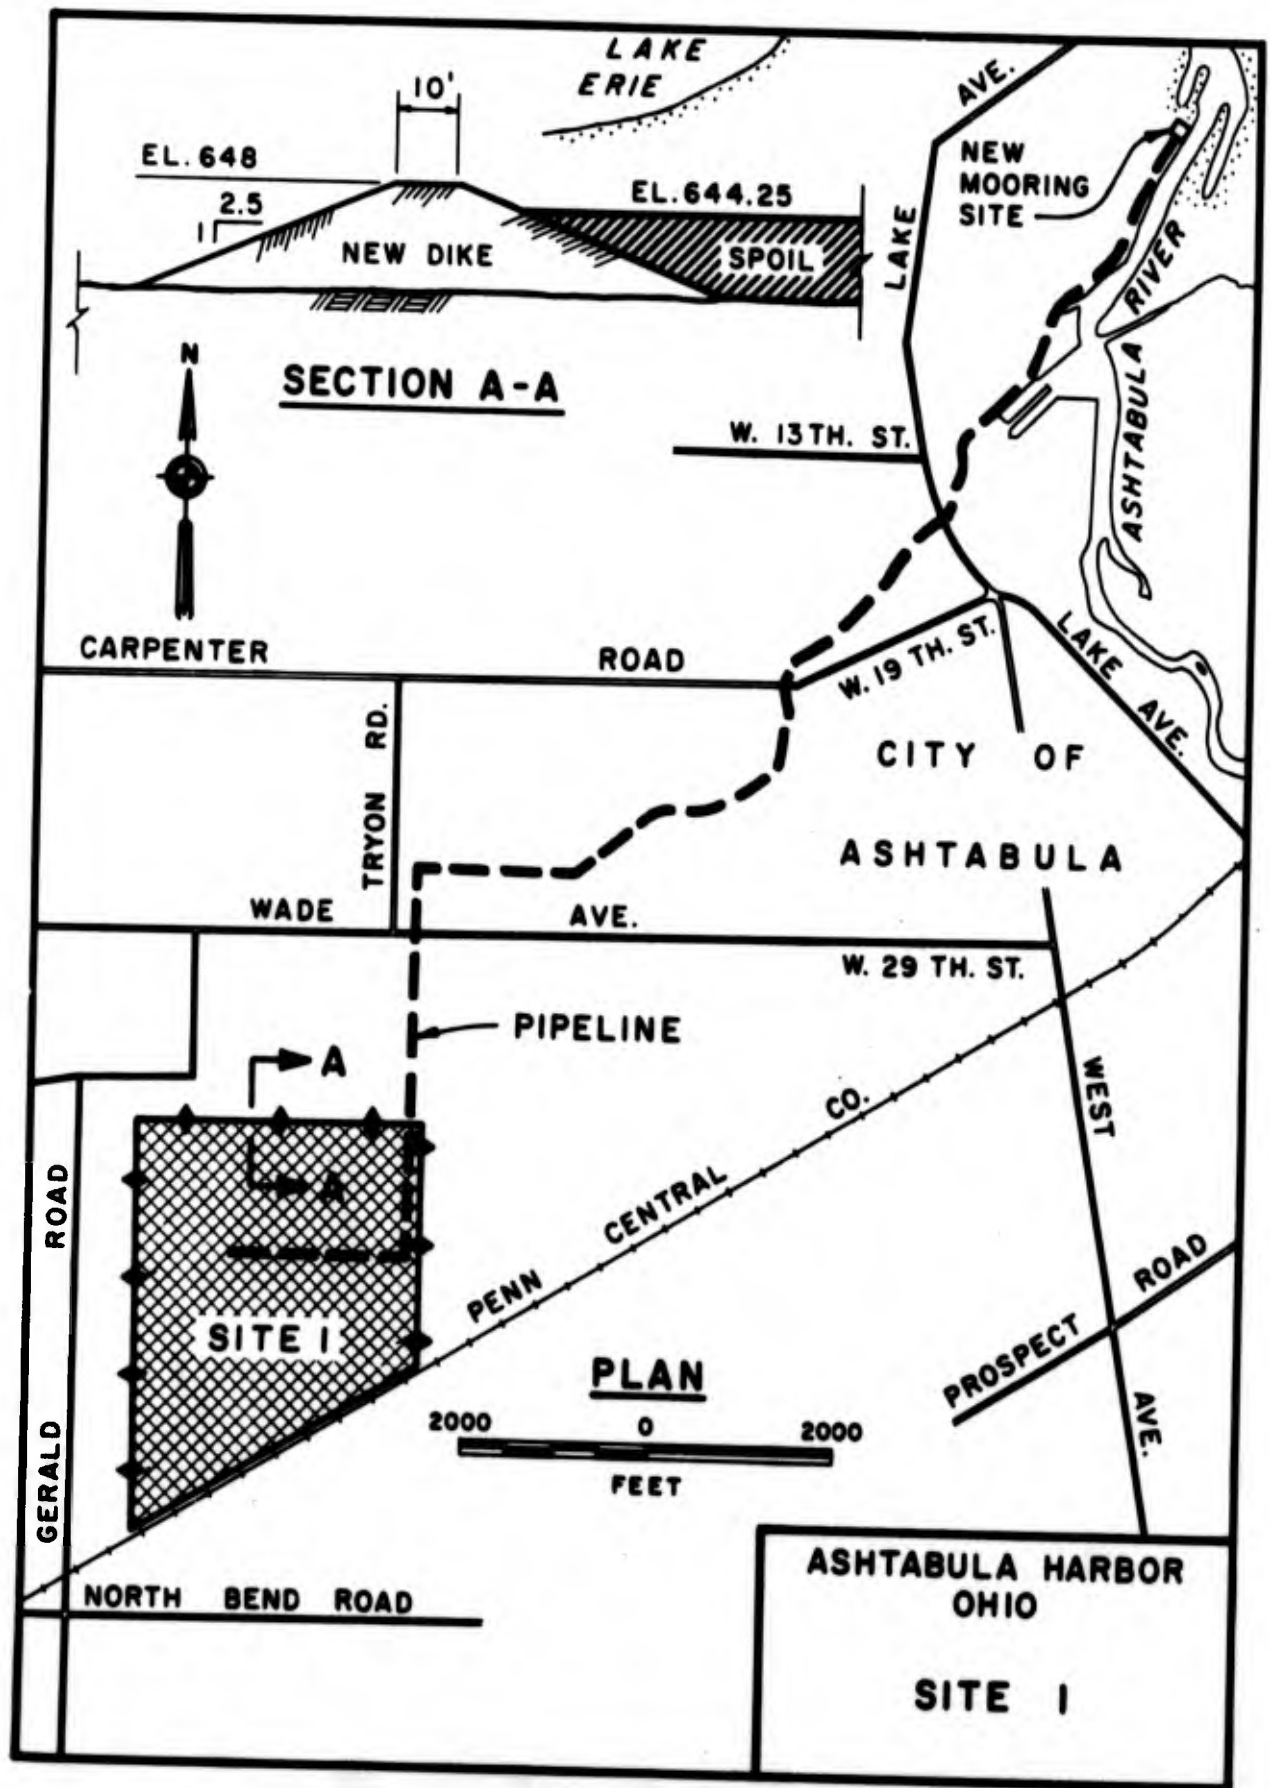 LAKE
ERIE
10'
EL. 648
2.5
1
EL. 644.25
NEW DIKE
SPOIL
SECTION A-A
N
LAKE
AVE.
NEW
MOORING
SITE
ASHTABULA
RIVER
W. 13TH. ST.
CARPENTER
ROAD
W. 19 TH. ST.
LAKE AVE.
TRYON RD.
CITY OF
ASHTABULA
WADE
AVE.
W. 29 TH. ST.
PIPELINE
A
A
SITE 1
GERALD ROAD
PENN CENTRAL CO.
WEST AVE.
PROSPECT ROAD
PLAN
2000 0 2000
FEET
NORTH BEND ROAD
ASHTABULA HARBOR
OHIO
SITE 1